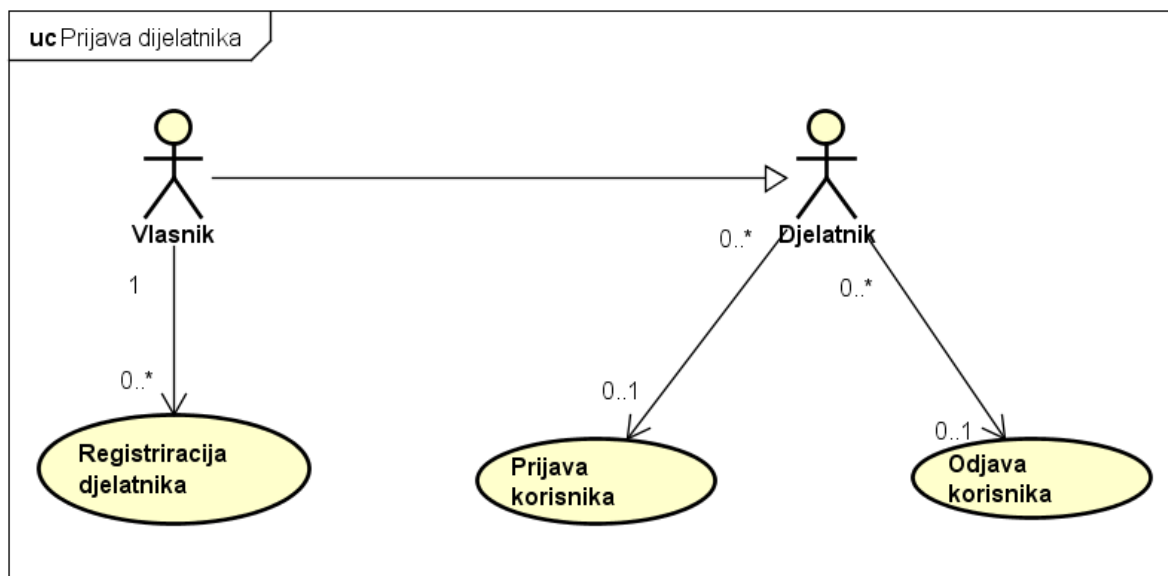 uc Prijava dijelatnika
Vlasnik
Djelatnik
0..*
1
0..*
0..*
0..1
0..1
Registriracija
djelatnika
Prijava
korisnika
Odjava
korisnika